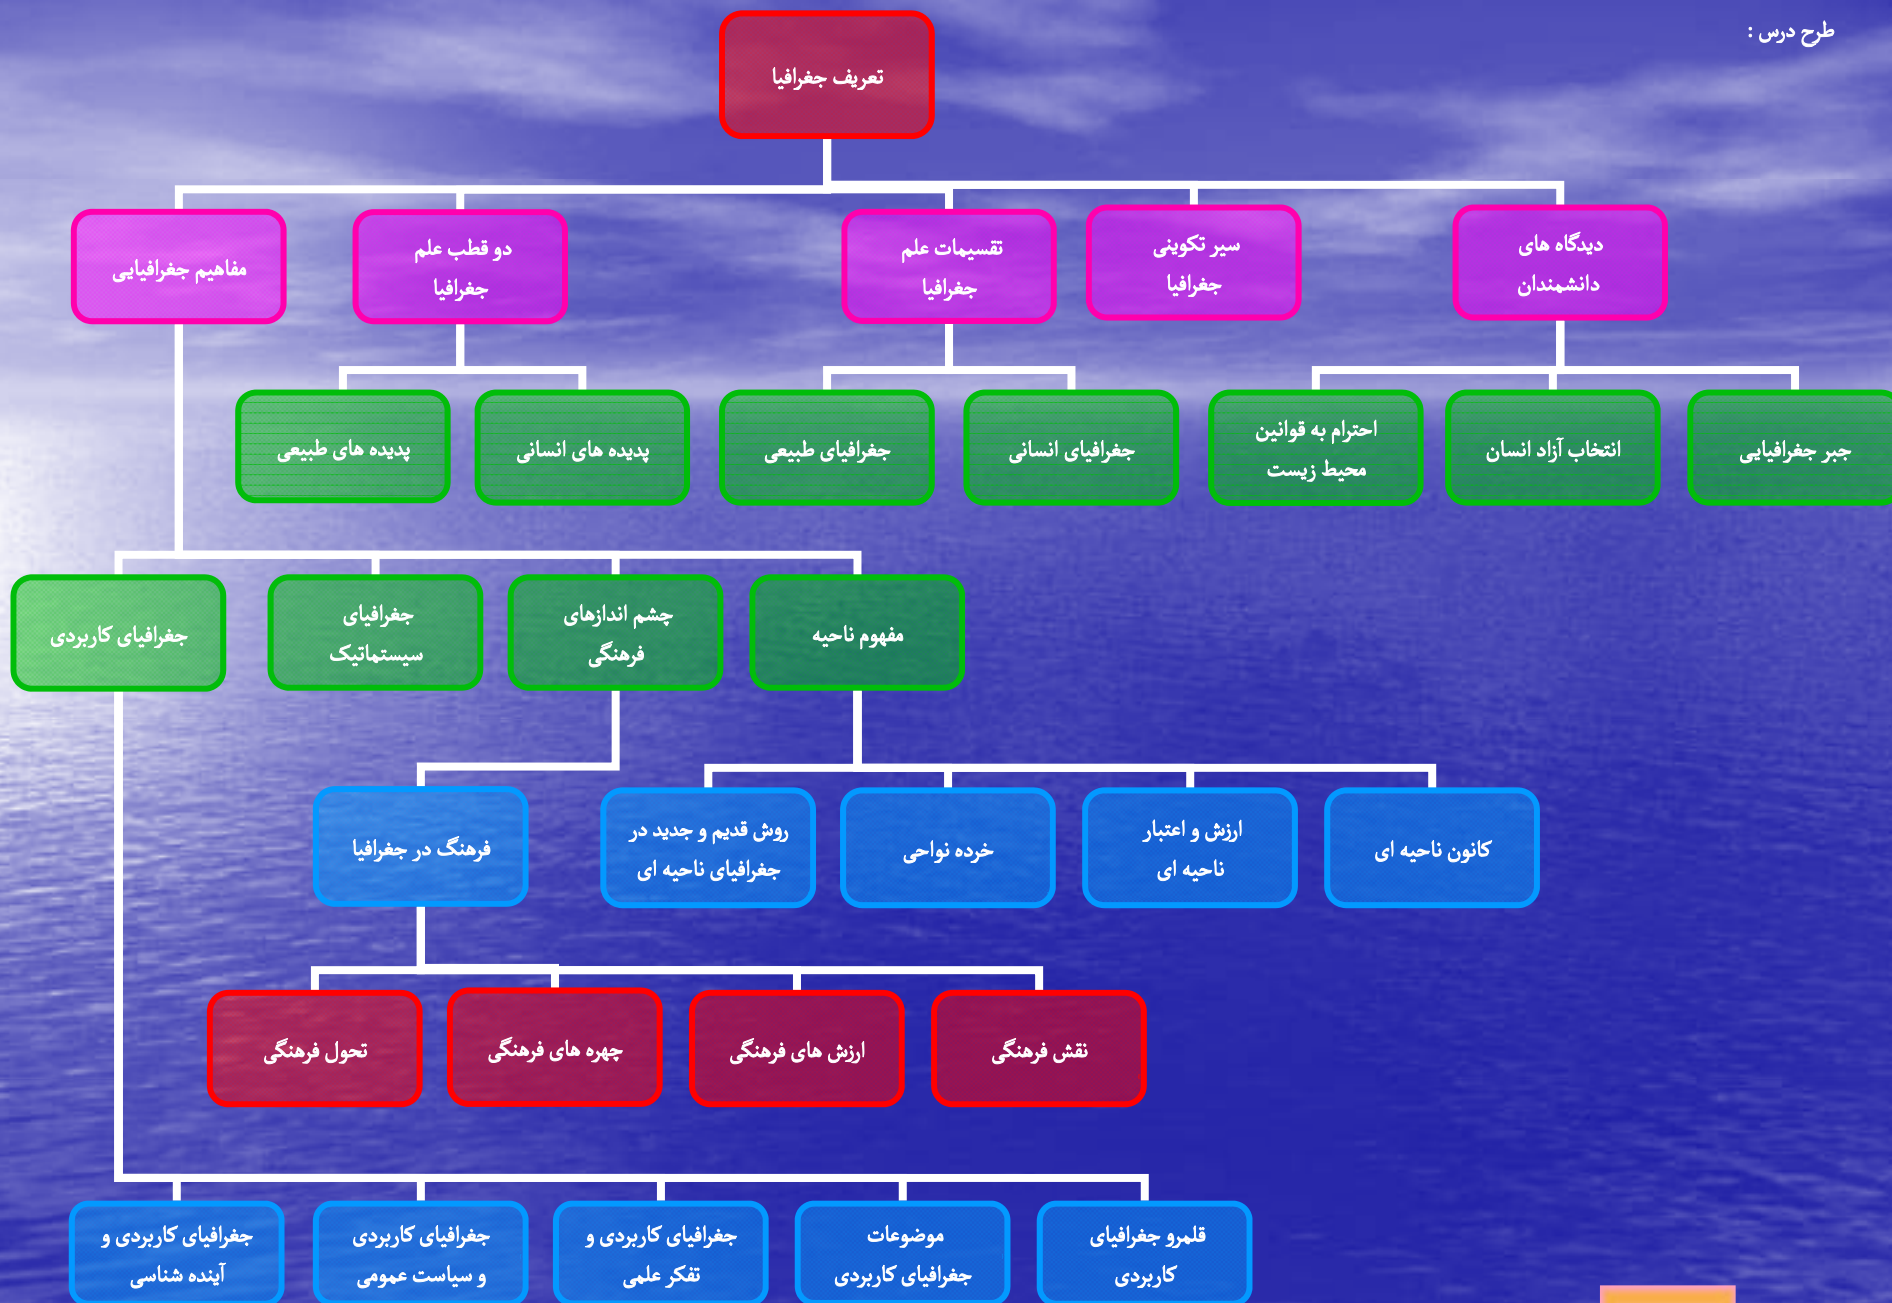 طرح درس :
تعریف جغرافیا
دیدگاه های
دانشمندان
سیر تکوینی
جغرافیا
تقسیمات علم
جغرافیا
دو قطب علم
جغرافیا
مفاهیم جغرافیایی
جبر جغرافیایی
انتخاب آزاد انسان
احترام به قوانین
محیط زیست
جغرافیای انسانی
جغرافیای طبیعی
پدیده های انسانی
پدیده های طبیعی
مفهوم ناحیه
چشم اندازهای
فرهنگی
جغرافیای
سیستماتیک
جغرافیای کاربردی
کانون ناحیه ای
ارزش و اعتبار
ناحیه ای
خرده نواحی
روش قدیم و جدید در
جغرافیای ناحیه ای
فرهنگ در جغرافیا
نقش فرهنگی
ارزش های فرهنگی
چهره های فرهنگی
تحول فرهنگی
قلمرو جغرافیای
کاربردی
موضوعات
جغرافیای کاربردی
جغرافیای کاربردی و
تفکر علمی
جغرافیای کاربردی
و سیاست عمومی
جغرافیای کاربردی و
آینده شناسی